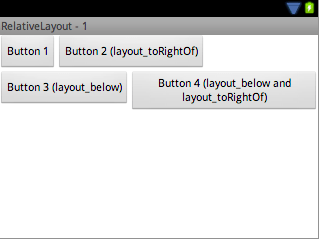 RelativeLayout - 1
Button 1
Button 2 (layout_toRightOf)
Button 3 (layout_below)
Button 4 (layout_below and
layout_toRightOf)